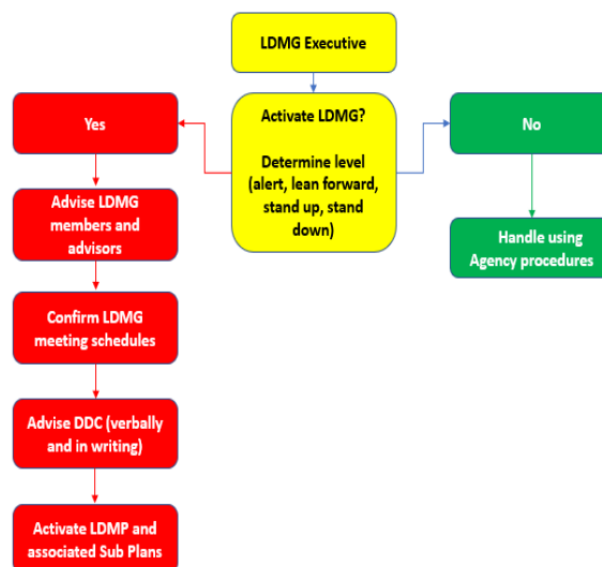 LDMG Executive
Yes
Activate LDMG?
Determine level
(alert, lean forward,
stand up, stand
down)
No
Advise LDMG
members and
advisors
Handle using
Agency procedures
Confirm LDMG
meeting schedules
Advise DDC (verbally
and in writing)
Activate LDMP and
associated Sub Plans